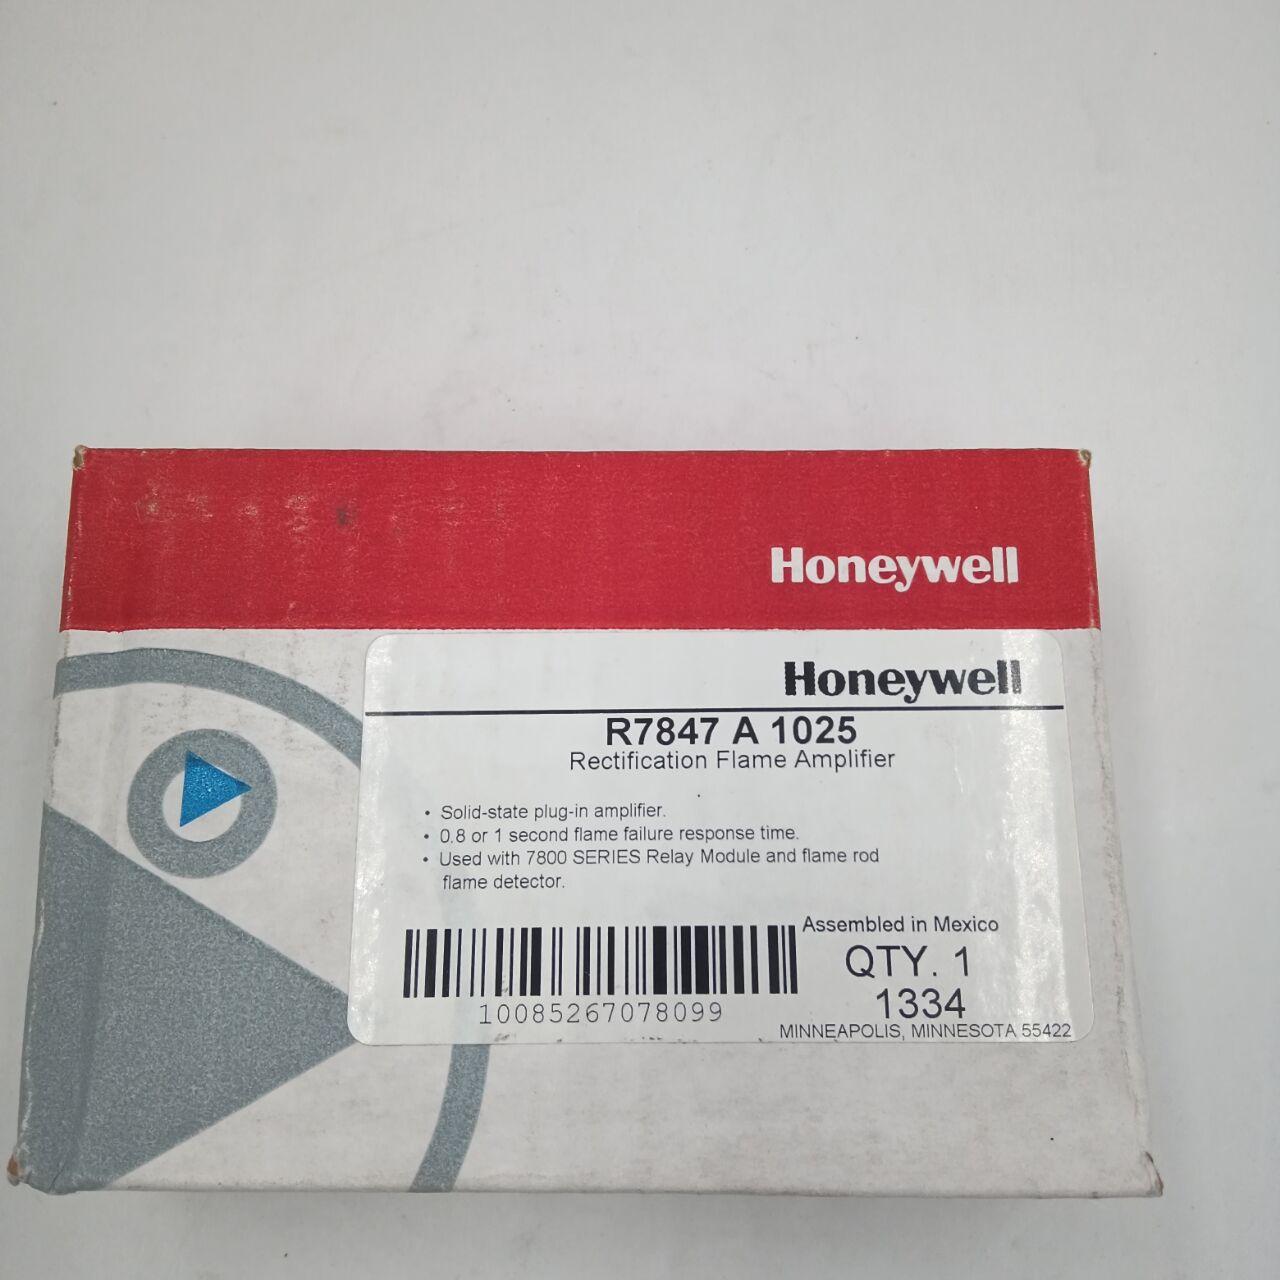 Honeywell
Honeywell
R7847 A 1025
Rectification Flame Amplifier
• Solid-state plug-in amplifier.
• 0.8 or 1 second flame failure response time.
• Used with 7800 SERIES Relay Module and flame rod
flame detector.
Assembled in Mexico
QTY. 1
1334
10085267078099
MINNEAPOLIS, MINNESOTA 55422